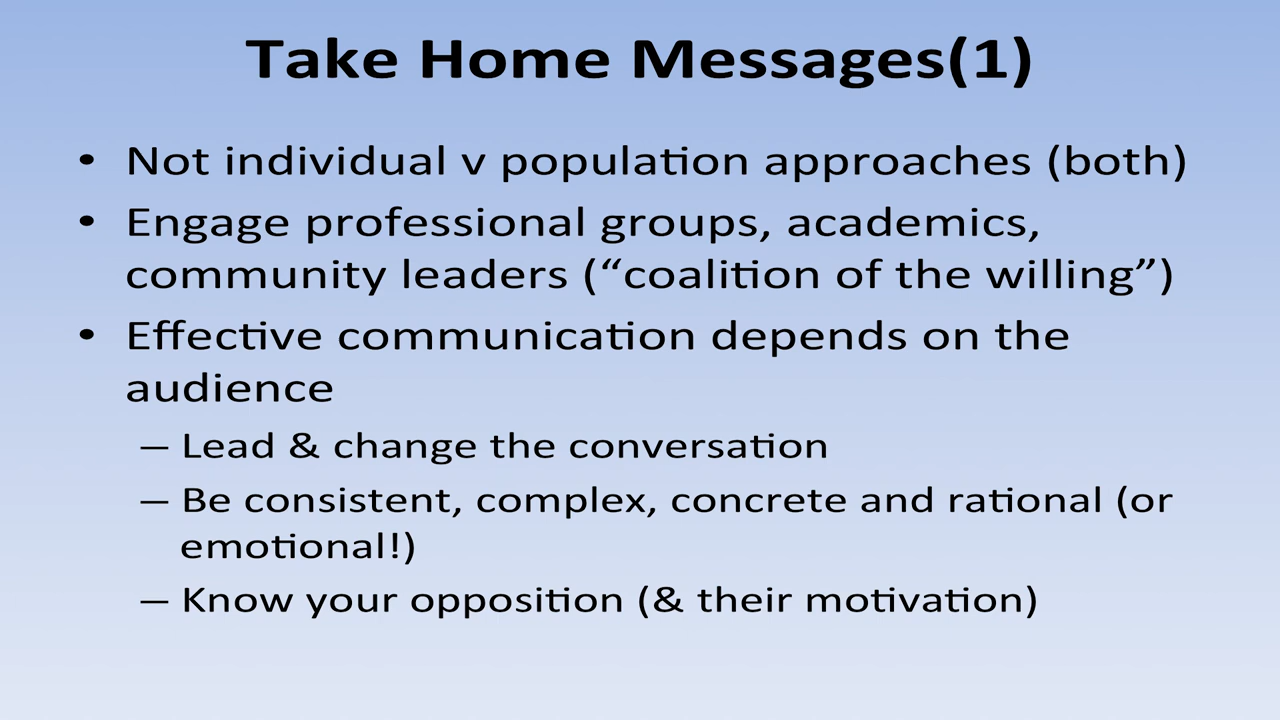 Take Home Messages(1)
• Not individual v population approaches (both)
• Engage professional groups, academics,
community leaders (“coalition of the willing”)
• Effective communication depends on the
audience
– Lead & change the conversation
– Be consistent, complex, concrete and rational (or
emotional!)
– Know your opposition (& their motivation)